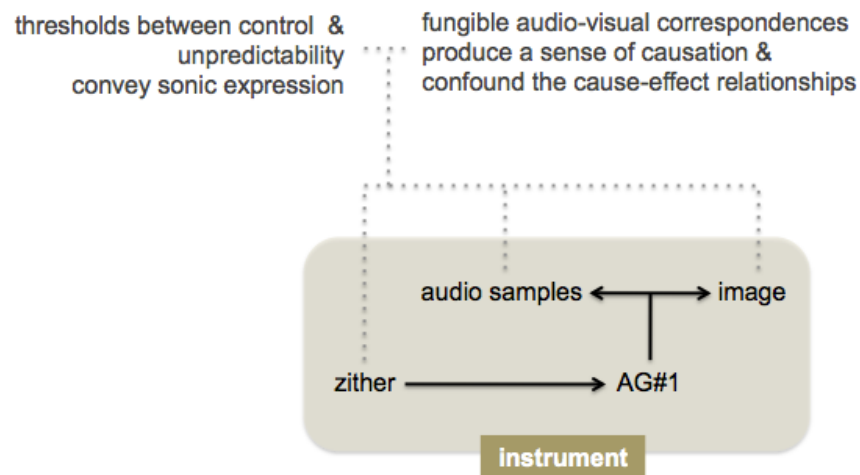 thresholds between control &
unpredictability
convey sonic expression
fungible audio-visual correspondences
produce a sense of causation &
confound the cause-effect relationships
audio samples
image
zither
AG#1
instrument